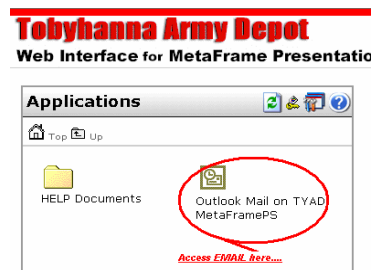 Tobyhanna Army Depot
Web Interface for MetaFrame Presentatio
Applications
Top Up
HELP Documents
Outlook Mail on TYAD
MetaFramePS
Access EMAIL here....